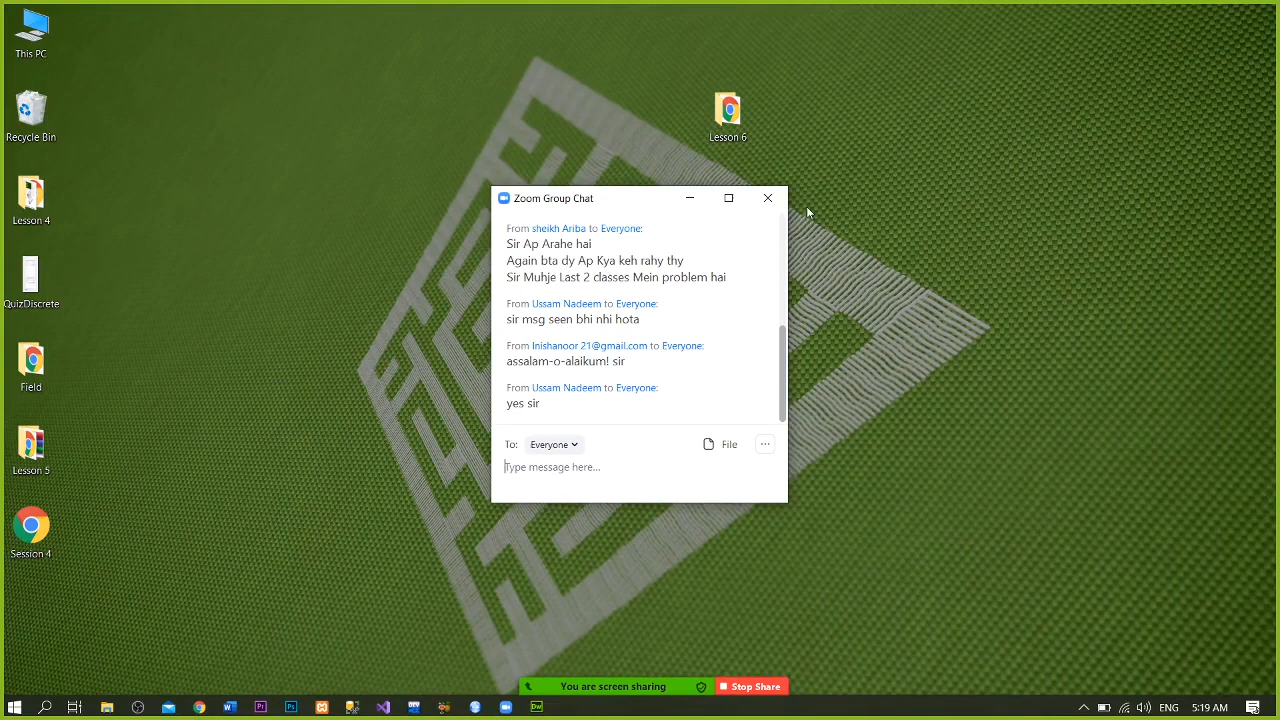 This PC
Recycle Bin
Lesson 4
QuizDiscrete
Field
Lesson 5
Session 4
Lesson 6
Zoom Group Chat
From sheikh Ariba to Everyone:
Sir Ap Arahe hai
Again bta dy Ap Kya keh rahy thy
Sir Muhje Last 2 classes Mein problem hai
From Ussam Nadeem to Everyone:
sir msg seen bhi nhi hota
From Inishanoor 21@gmail.com to Everyone:
assalam-o-alaikum! sir
From Ussam Nadeem to Everyone:
yes sir
To: Everyone File
Type message here...
You are screen sharing Stop Share
W Pr Ps DEV Dw ENG 5:19 AM